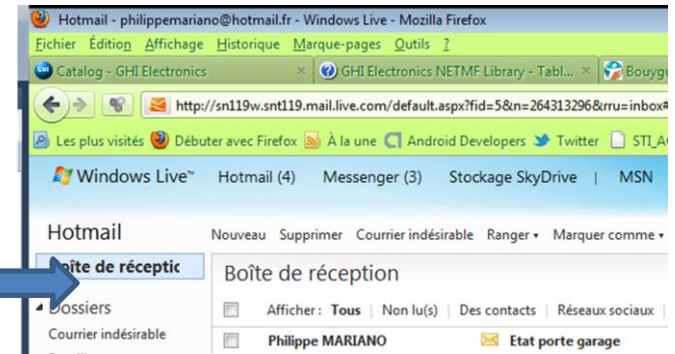 Hotmail - philippemariano@hotmail.fr - Windows Live - Mozilla Firefox
Fichier Édition Affichage Historique Marque-pages Outils ?
Catalog - GHI Electronics × GHI Electronics NETMF Library - Tabl... × Bouygu
http://sn119w.snt119.mail.live.com/default.aspx?fid=5&n=264313296&rru=inbox#
Les plus visités Débuter avec Firefox À la une Android Developers Twitter STI_A
Windows Live™ Hotmail (4) Messenger (3) Stockage SkyDrive | MSN
Hotmail Nouveau Supprimer Courrier indésirable Ranger Marquer comme
oîte de réceptic Boîte de réception
Dossiers Afficher : Tous | Non lu(s) | Des contacts | Réseaux sociaux |
Courrier indésirable Philippe MARIANO Etat porte garage